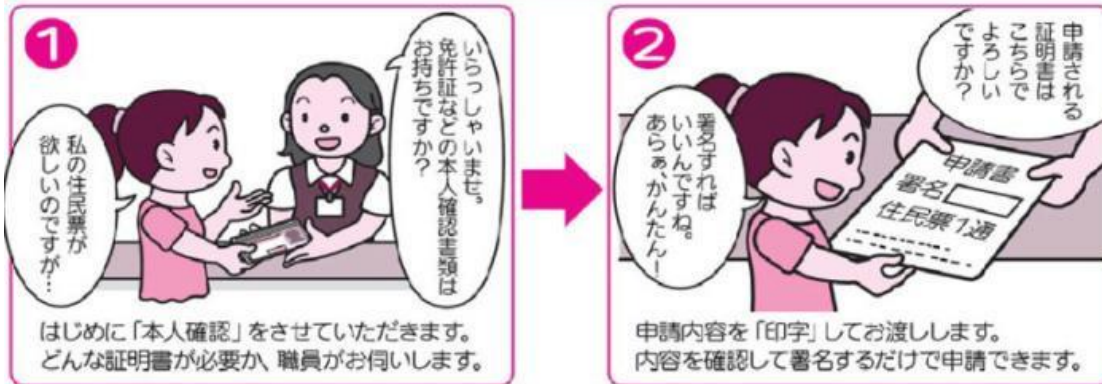 1
いらっしゃいませ。
免許証などの本人確認書類は
お持ちですか?
私の住民票が
欲しいのですが…
はじめに「本人確認」をさせていただきます。
どんな証明書が必要か、職員がお伺いします。
2
申請される
証明書は
こちらで
よろしい
ですか?
署名すれば
いいんですね。
あらぁ、かんたん!
申請書
署名
住民票1通
申請内容を「印字」してお渡しします。
内容を確認して署名するだけで申請できます。